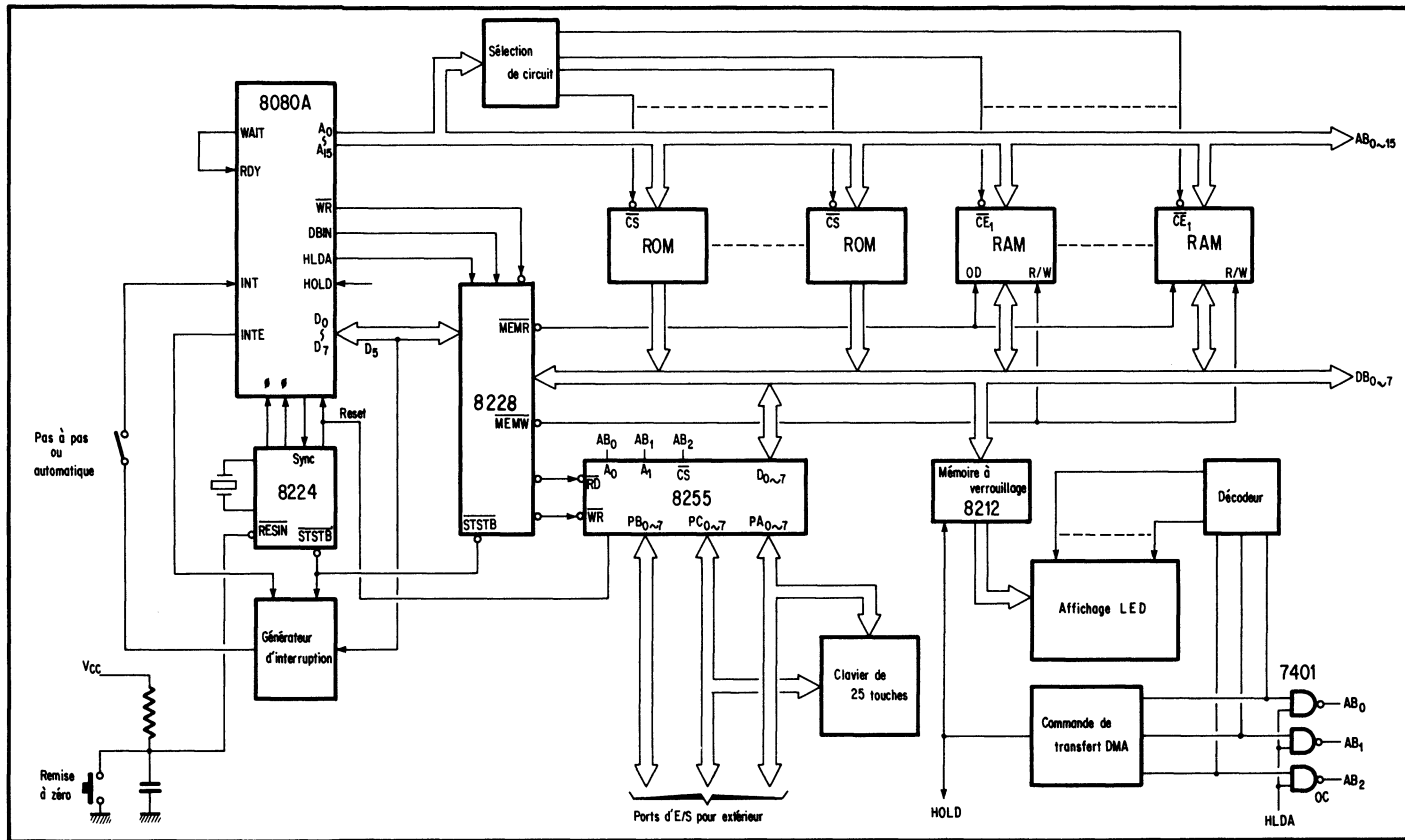 Sélection
de circuit
8080A
WAIT
RDY
A0
A15
WR
DBIN
HLDA
HOLD
INT
INTE
D0
D7
D5
ø ø
Reset
AB0~15
CS
ROM
CS
ROM
CE1
RAM
OD R/W
CE1
RAM
R/W
MEMR
8228
MEMW
STSTB
DB0~7
Pas à pas
ou
automatique
Sync
8224
RESIN
STSTB
AB0 AB1 AB2
A0 A1 CS D0~7
RD
WR
8255
PB0~7 PC0~7 PA0~7
Mémoire à
verrouillage
8212
Décodeur
Affichage LED
Générateur
d'interruption
VCC
Remise
à zéro
Clavier de
25 touches
Commande de
transfert DMA
7401
AB0
AB1
AB2
OC
HOLD
HLDA
Ports d'E/S pour extérieur